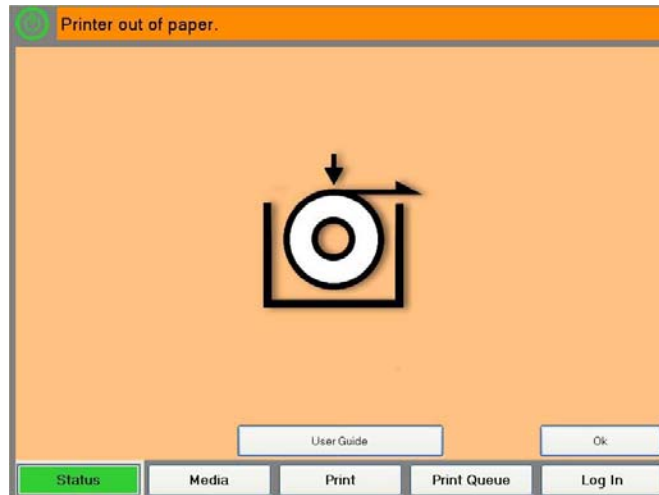 Printer out of paper.
User Guide
Ok
Status
Media
Print
Print Queue
Log In